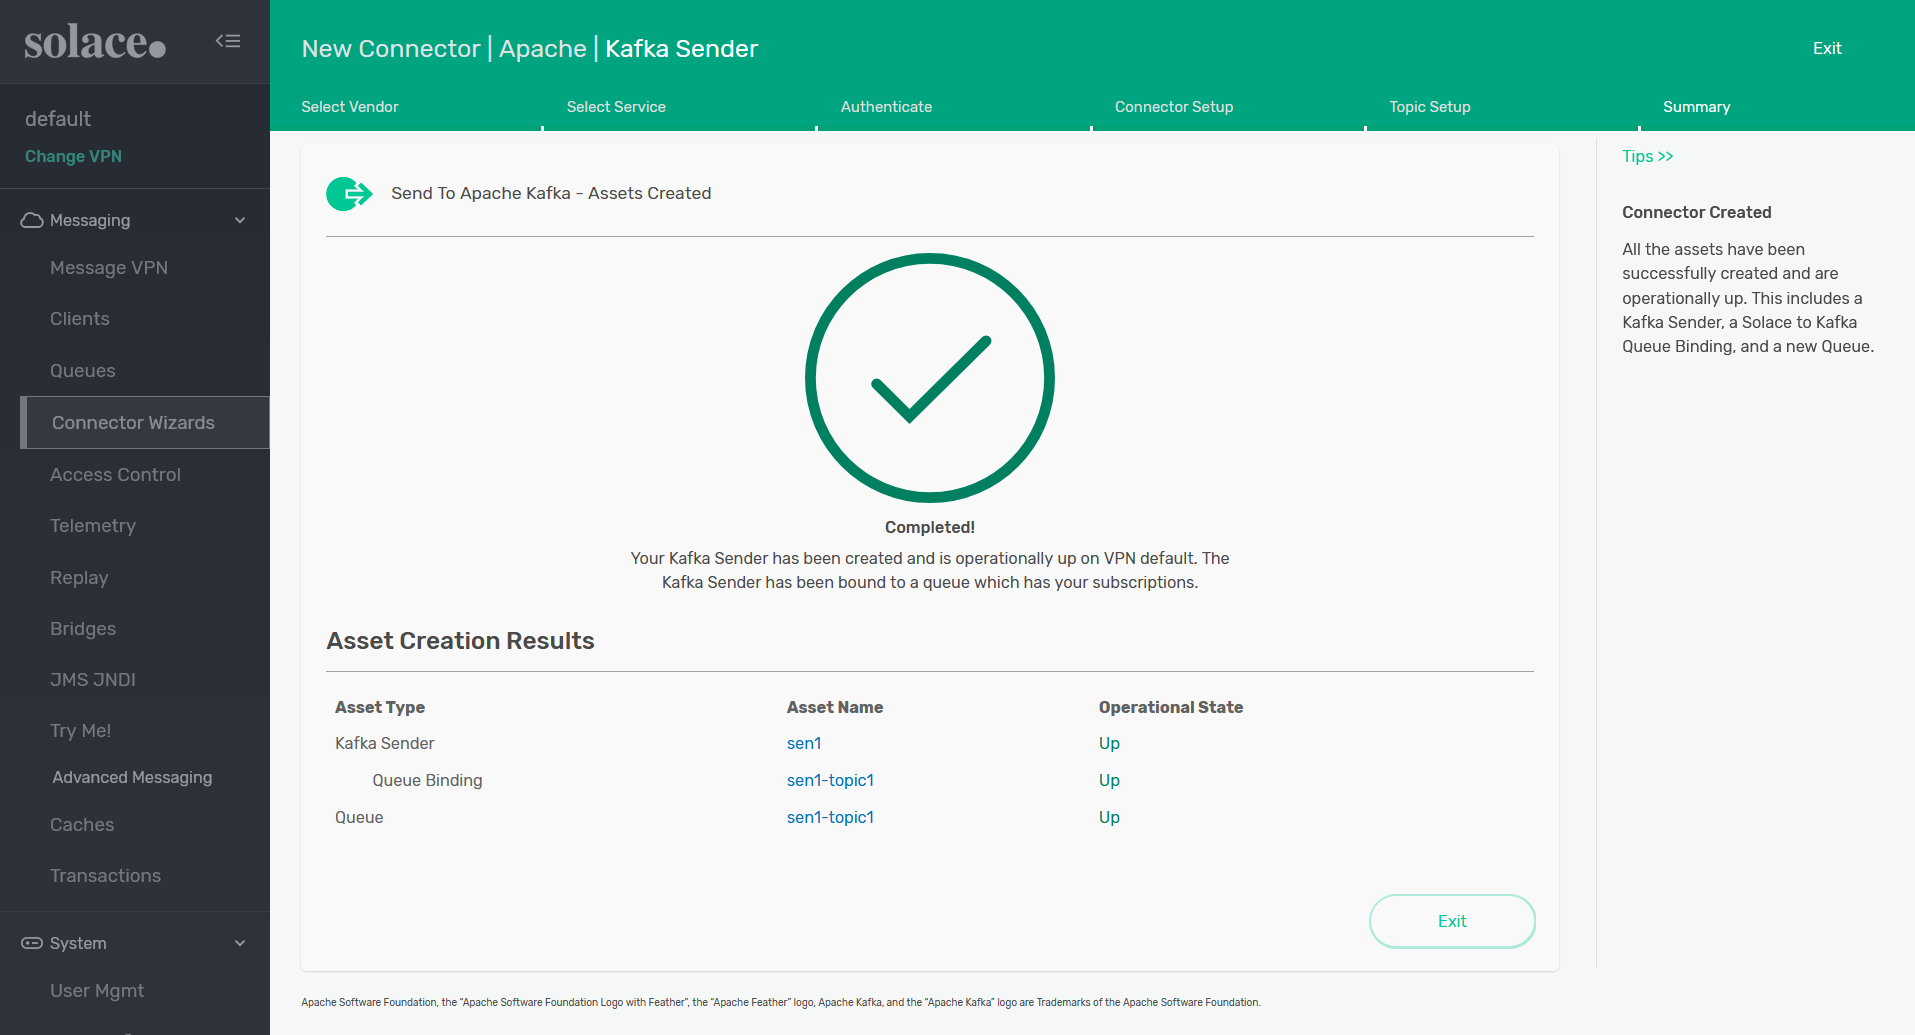 solace.
default
Change VPN
Messaging
Message VPN
Clients
Queues
Connector Wizards
Access Control
Telemetry
Replay
Bridges
JMS JNDI
Try Me!
Advanced Messaging
Caches
Transactions
System
User Mgmt
New Connector | Apache | Kafka Sender
Exit
Select Vendor
Select Service
Authenticate
Connector Setup
Topic Setup
Summary
Send To Apache Kafka - Assets Created
Completed!
Your Kafka Sender has been created and is operationally up on VPN default. The
Kafka Sender has been bound to a queue which has your subscriptions.
Asset Creation Results
Asset Type Asset Name Operational State
Kafka Sender sen1 Up
Queue Binding sen1-topic1 Up
Queue sen1-topic1 Up
Exit
Apache Software Foundation, the "Apache Software Foundation Logo with Feather", the "Apache Feather" logo, Apache Kafka, and the "Apache Kafka" logo are Trademarks of the Apache Software Foundation.
Tips >>
Connector Created
All the assets have been
successfully created and are
operationally up. This includes a
Kafka Sender, a Solace to Kafka
Queue Binding, and a new Queue.